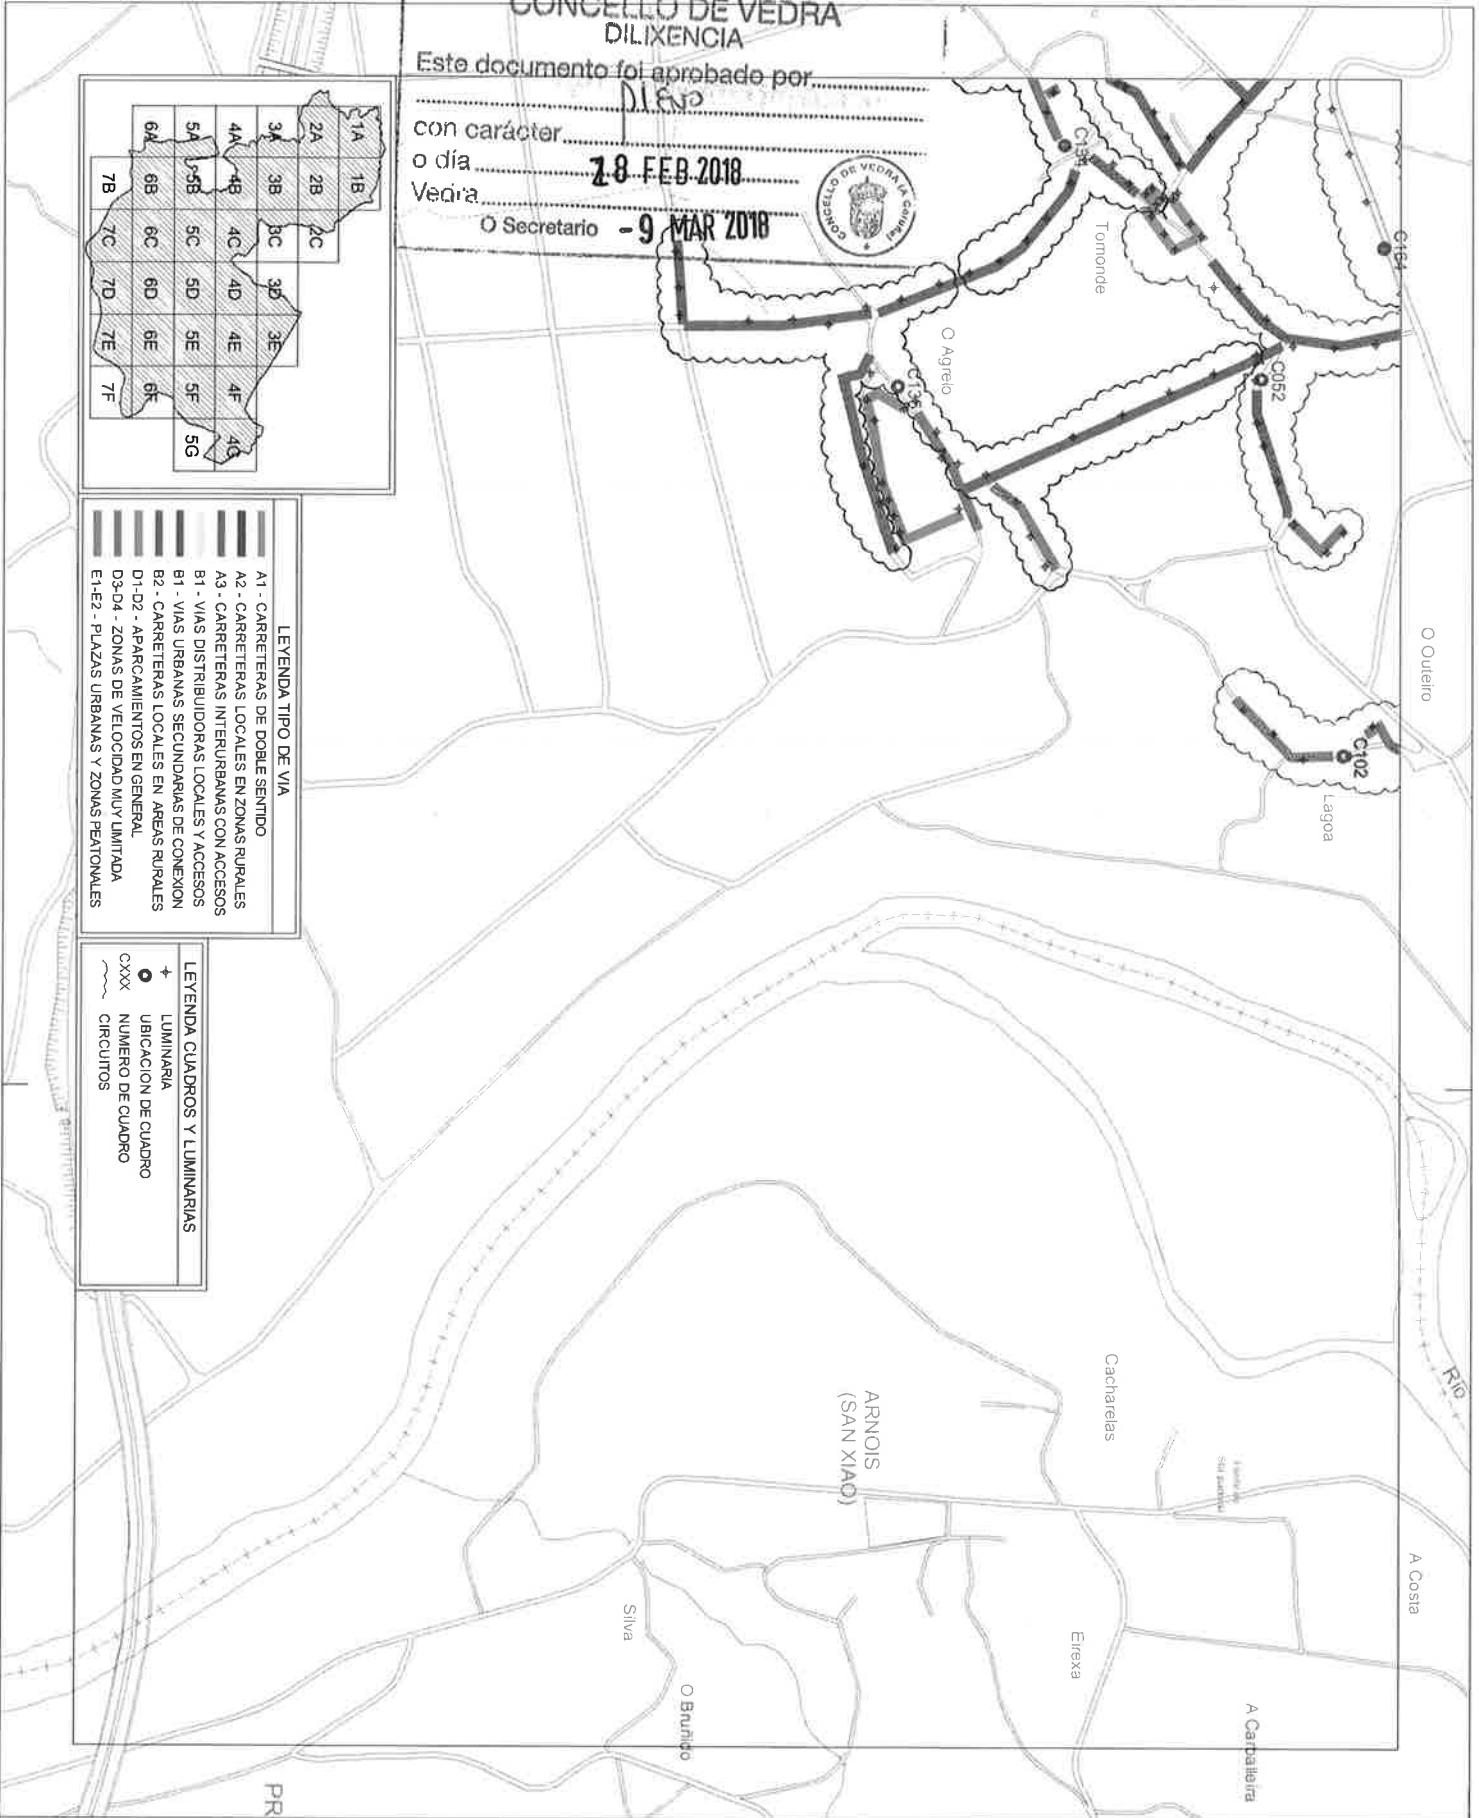 CONCELLO DE VEDRA
DILIXENCIA
Este documento foi aprobado por
con carácter
o día 28 FEB 2018
Vedra
O Secretario -9 MAR 2018
CONCELLO DE VEDRA (A Coruña)
1A 1B
2A 2B 2C
3A 3B 3C 3D 3E
4A 4B 4C 4D 4E 4F 4G
5A 5B 5C 5D 5E 5F 5G
6A 6B 6C 6D 6E 6F
7B 7C 7D 7E 7F
LEYENDA TIPO DE VIA
A1 - CARRETERAS DE DOBLE SENTIDO
A2 - CARRETERAS LOCALES EN ZONAS RURALES
A3 - CARRETERAS INTERURBANAS CON ACCESOS
B1 - VIAS DISTRIBUIDORAS LOCALES Y ACCESOS
B1 - VIAS URBANAS SECUNDARIAS DE CONEXION
B2 - CARRETERAS LOCALES EN AREAS RURALES
D1-D2 - APARCAMIENTOS EN GENERAL
D3-D4 - ZONAS DE VELOCIDAD MUY LIMITADA
E1-E2 - PLAZAS URBANAS Y ZONAS PEATONALES
LEYENDA CUADROS Y LUMINARIAS
LUMINARIA
UBICACION DE CUADRO
CXXX NUMERO DE CUADRO
CIRCUITOS
C164
Tomonde
C052
O Agrelo
O Outeiro
C102
Lagoa
Río
Cacharelas
ARNOIS
(SAN XIAO)
A Costa
Eirexa
Silva
A Carballeira
O Bruñido
PR